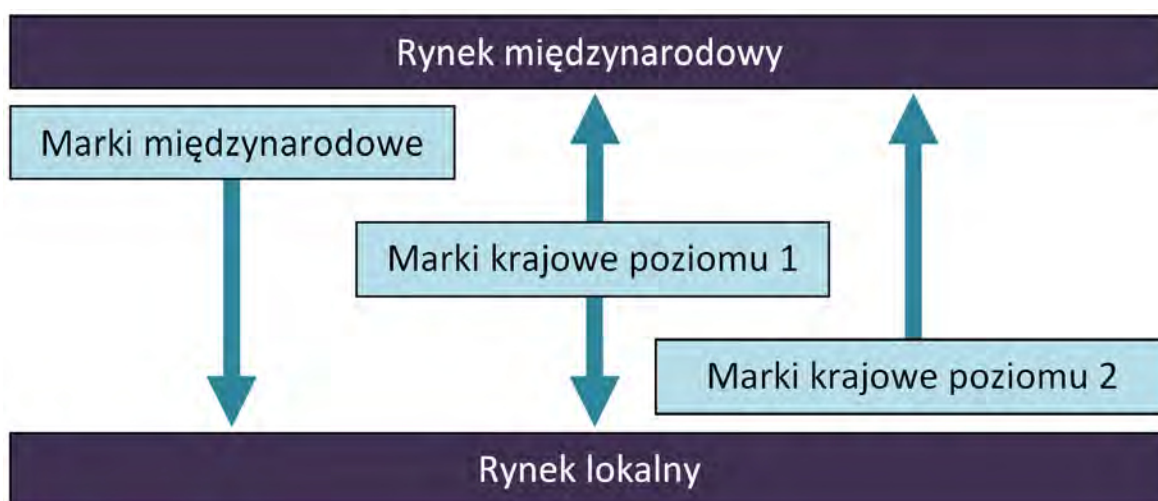 Rynek międzynarodowy
Marki międzynarodowe
Marki krajowe poziomu 1
Marki krajowe poziomu 2
Rynek lokalny